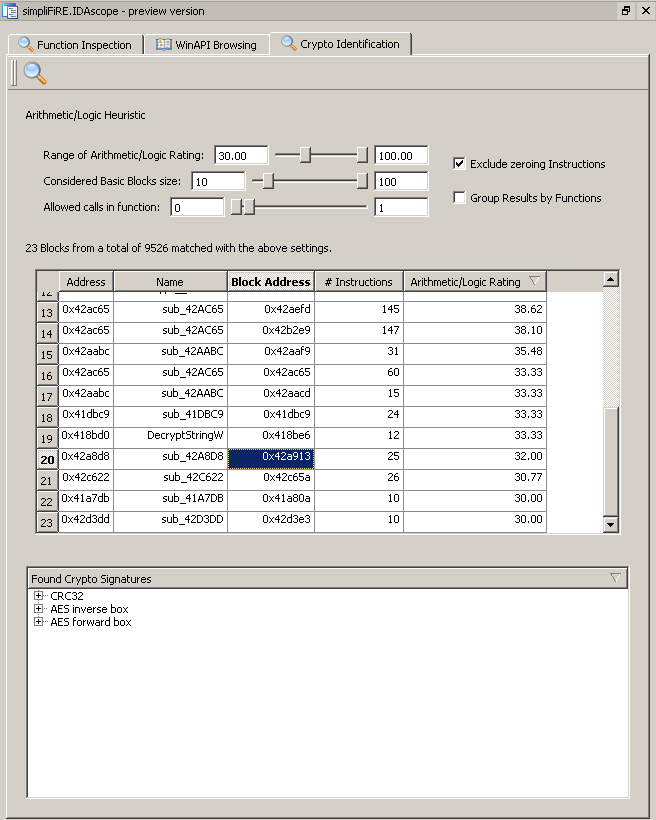 simpliFiRE.IDAscope - preview version
Function Inspection WinAPI Browsing Crypto Identification
Arithmetic/Logic Heuristic
Range of Arithmetic/Logic Rating: 30.00 100.00
Exclude zeroing Instructions
Considered Basic Blocks size: 10 100
Group Results by Functions
Allowed calls in function: 0 1
23 Blocks from a total of 9526 matched with the above settings.
Address Name Block Address # Instructions Arithmetic/Logic Rating
12
13 0x42ac65 sub_42AC65 0x42aefd 145 38.62
14 0x42ac65 sub_42AC65 0x42b2e9 147 38.10
15 0x42aabc sub_42AABC 0x42aaf9 31 35.48
16 0x42ac65 sub_42AC65 0x42ac65 60 33.33
17 0x42aabc sub_42AABC 0x42aacd 15 33.33
18 0x41dbc9 sub_41DBC9 0x41dbc9 24 33.33
19 0x418bd0 DecryptStringW 0x418be6 12 33.33
20 0x42a8d8 sub_42A8D8 0x42a913 25 32.00
21 0x42c622 sub_42C622 0x42c65a 26 30.77
22 0x41a7db sub_41A7DB 0x41a80a 10 30.00
23 0x42d3dd sub_42D3DD 0x42d3e3 10 30.00
Found Crypto Signatures
CRC32
AES inverse box
AES forward box